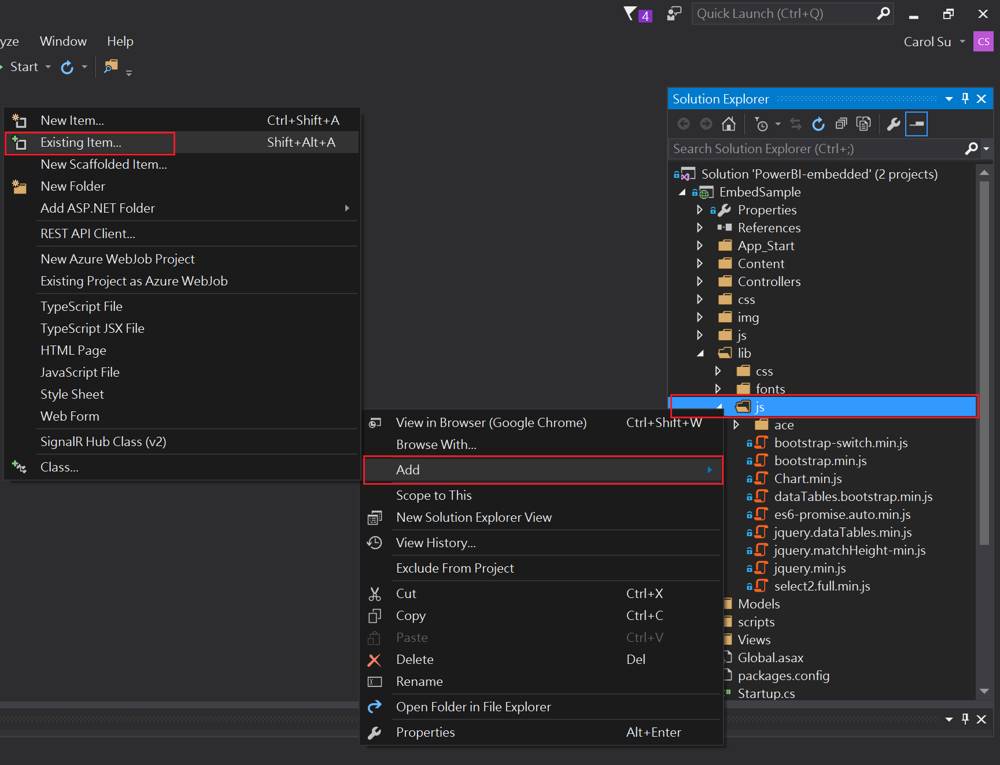 4
Quick Launch (Ctrl+Q)
yze Window Help
Carol Su CS
Start
Solution Explorer
Search Solution Explorer (Ctrl+;)
Solution 'PowerBI-embedded' (2 projects)
EmbedSample
Properties
References
App_Start
Content
Controllers
css
img
js
lib
css
fonts
js
ace
bootstrap-switch.min.js
bootstrap.min.js
Chart.min.js
dataTables.bootstrap.min.js
es6-promise.auto.min.js
jquery.dataTables.min.js
jquery.matchHeight-min.js
jquery.min.js
select2.full.min.js
Models
scripts
Views
Global.asax
packages.config
Startup.cs
New Item... Ctrl+Shift+A
Existing Item... Shift+Alt+A
New Scaffolded Item...
New Folder
Add ASP.NET Folder
REST API Client...
New Azure WebJob Project
Existing Project as Azure WebJob
TypeScript File
TypeScript JSX File
HTML Page
JavaScript File
Style Sheet
Web Form
SignalR Hub Class (v2)
Class...
View in Browser (Google Chrome) Ctrl+Shift+W
Browse With...
Add
Scope to This
New Solution Explorer View
View History...
Exclude From Project
Cut Ctrl+X
Copy Ctrl+C
Paste Ctrl+V
Delete Del
Rename
Open Folder in File Explorer
Properties Alt+Enter